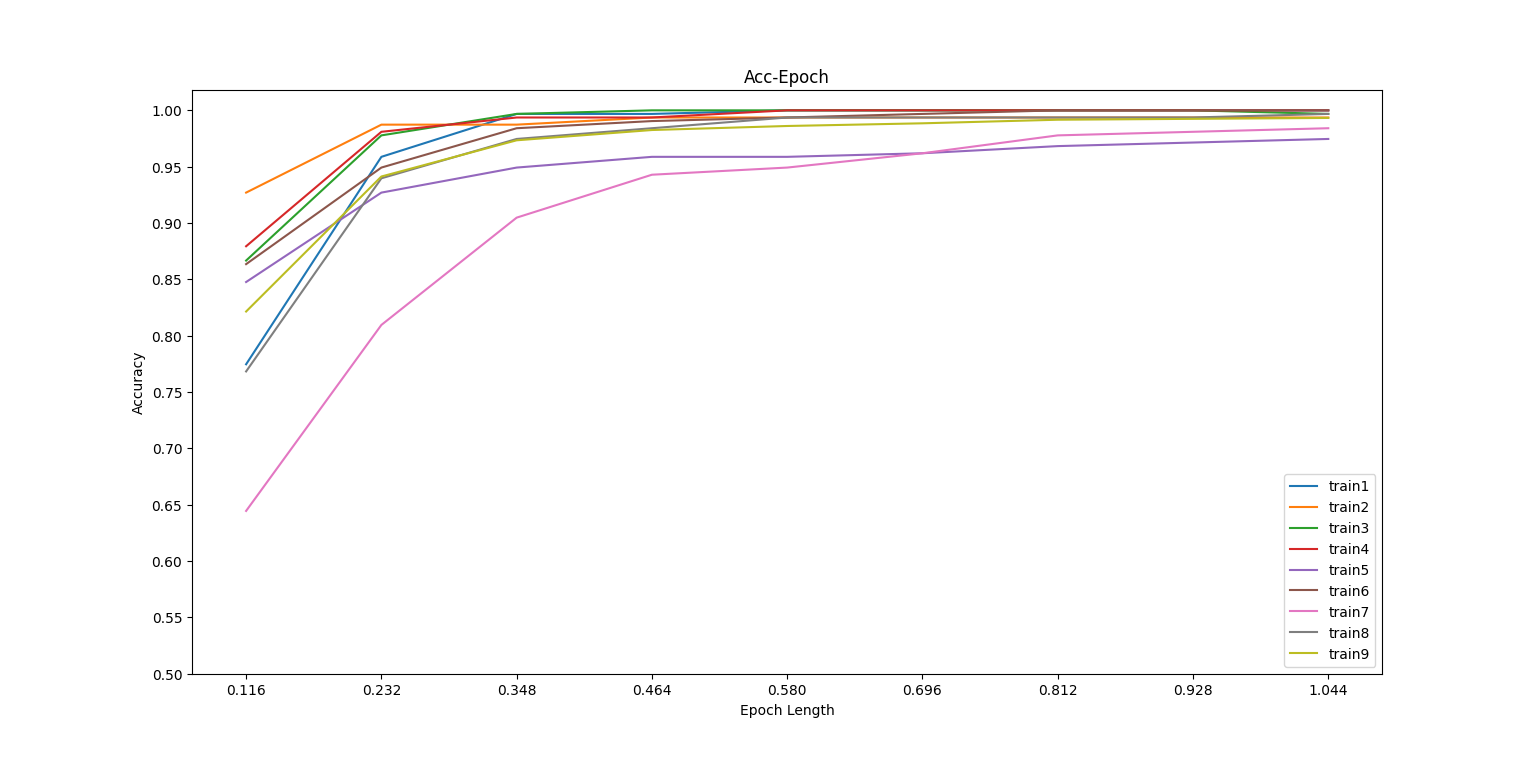 Acc-Epoch
Accuracy
1.00
0.95
0.90
0.85
0.80
0.75
0.70
0.65
0.60
0.55
0.50
0.116 0.232 0.348 0.464 0.580 0.696 0.812 0.928 1.044
Epoch Length
train1
train2
train3
train4
train5
train6
train7
train8
train9